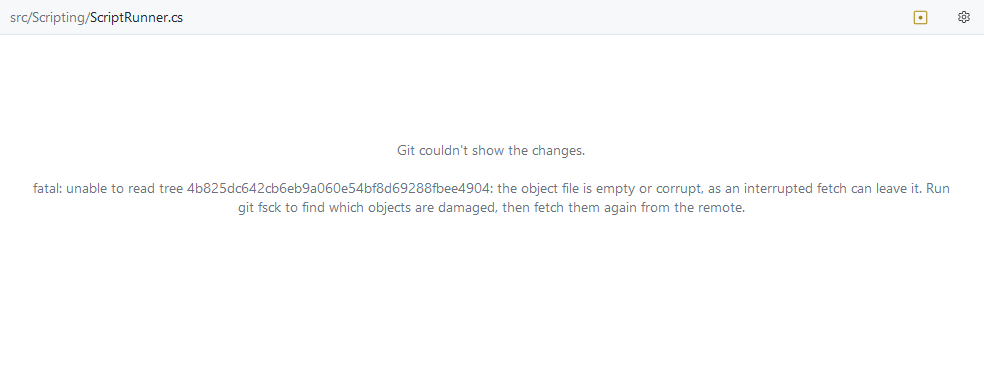 src/Scripting/ScriptRunner.cs
Git couldn't show the changes.
fatal: unable to read tree 4b825dc642cb6eb9a060e54bf8d69288fbee4904: the object file is empty or corrupt, as an interrupted fetch can leave it. Run
git fsck to find which objects are damaged, then fetch them again from the remote.